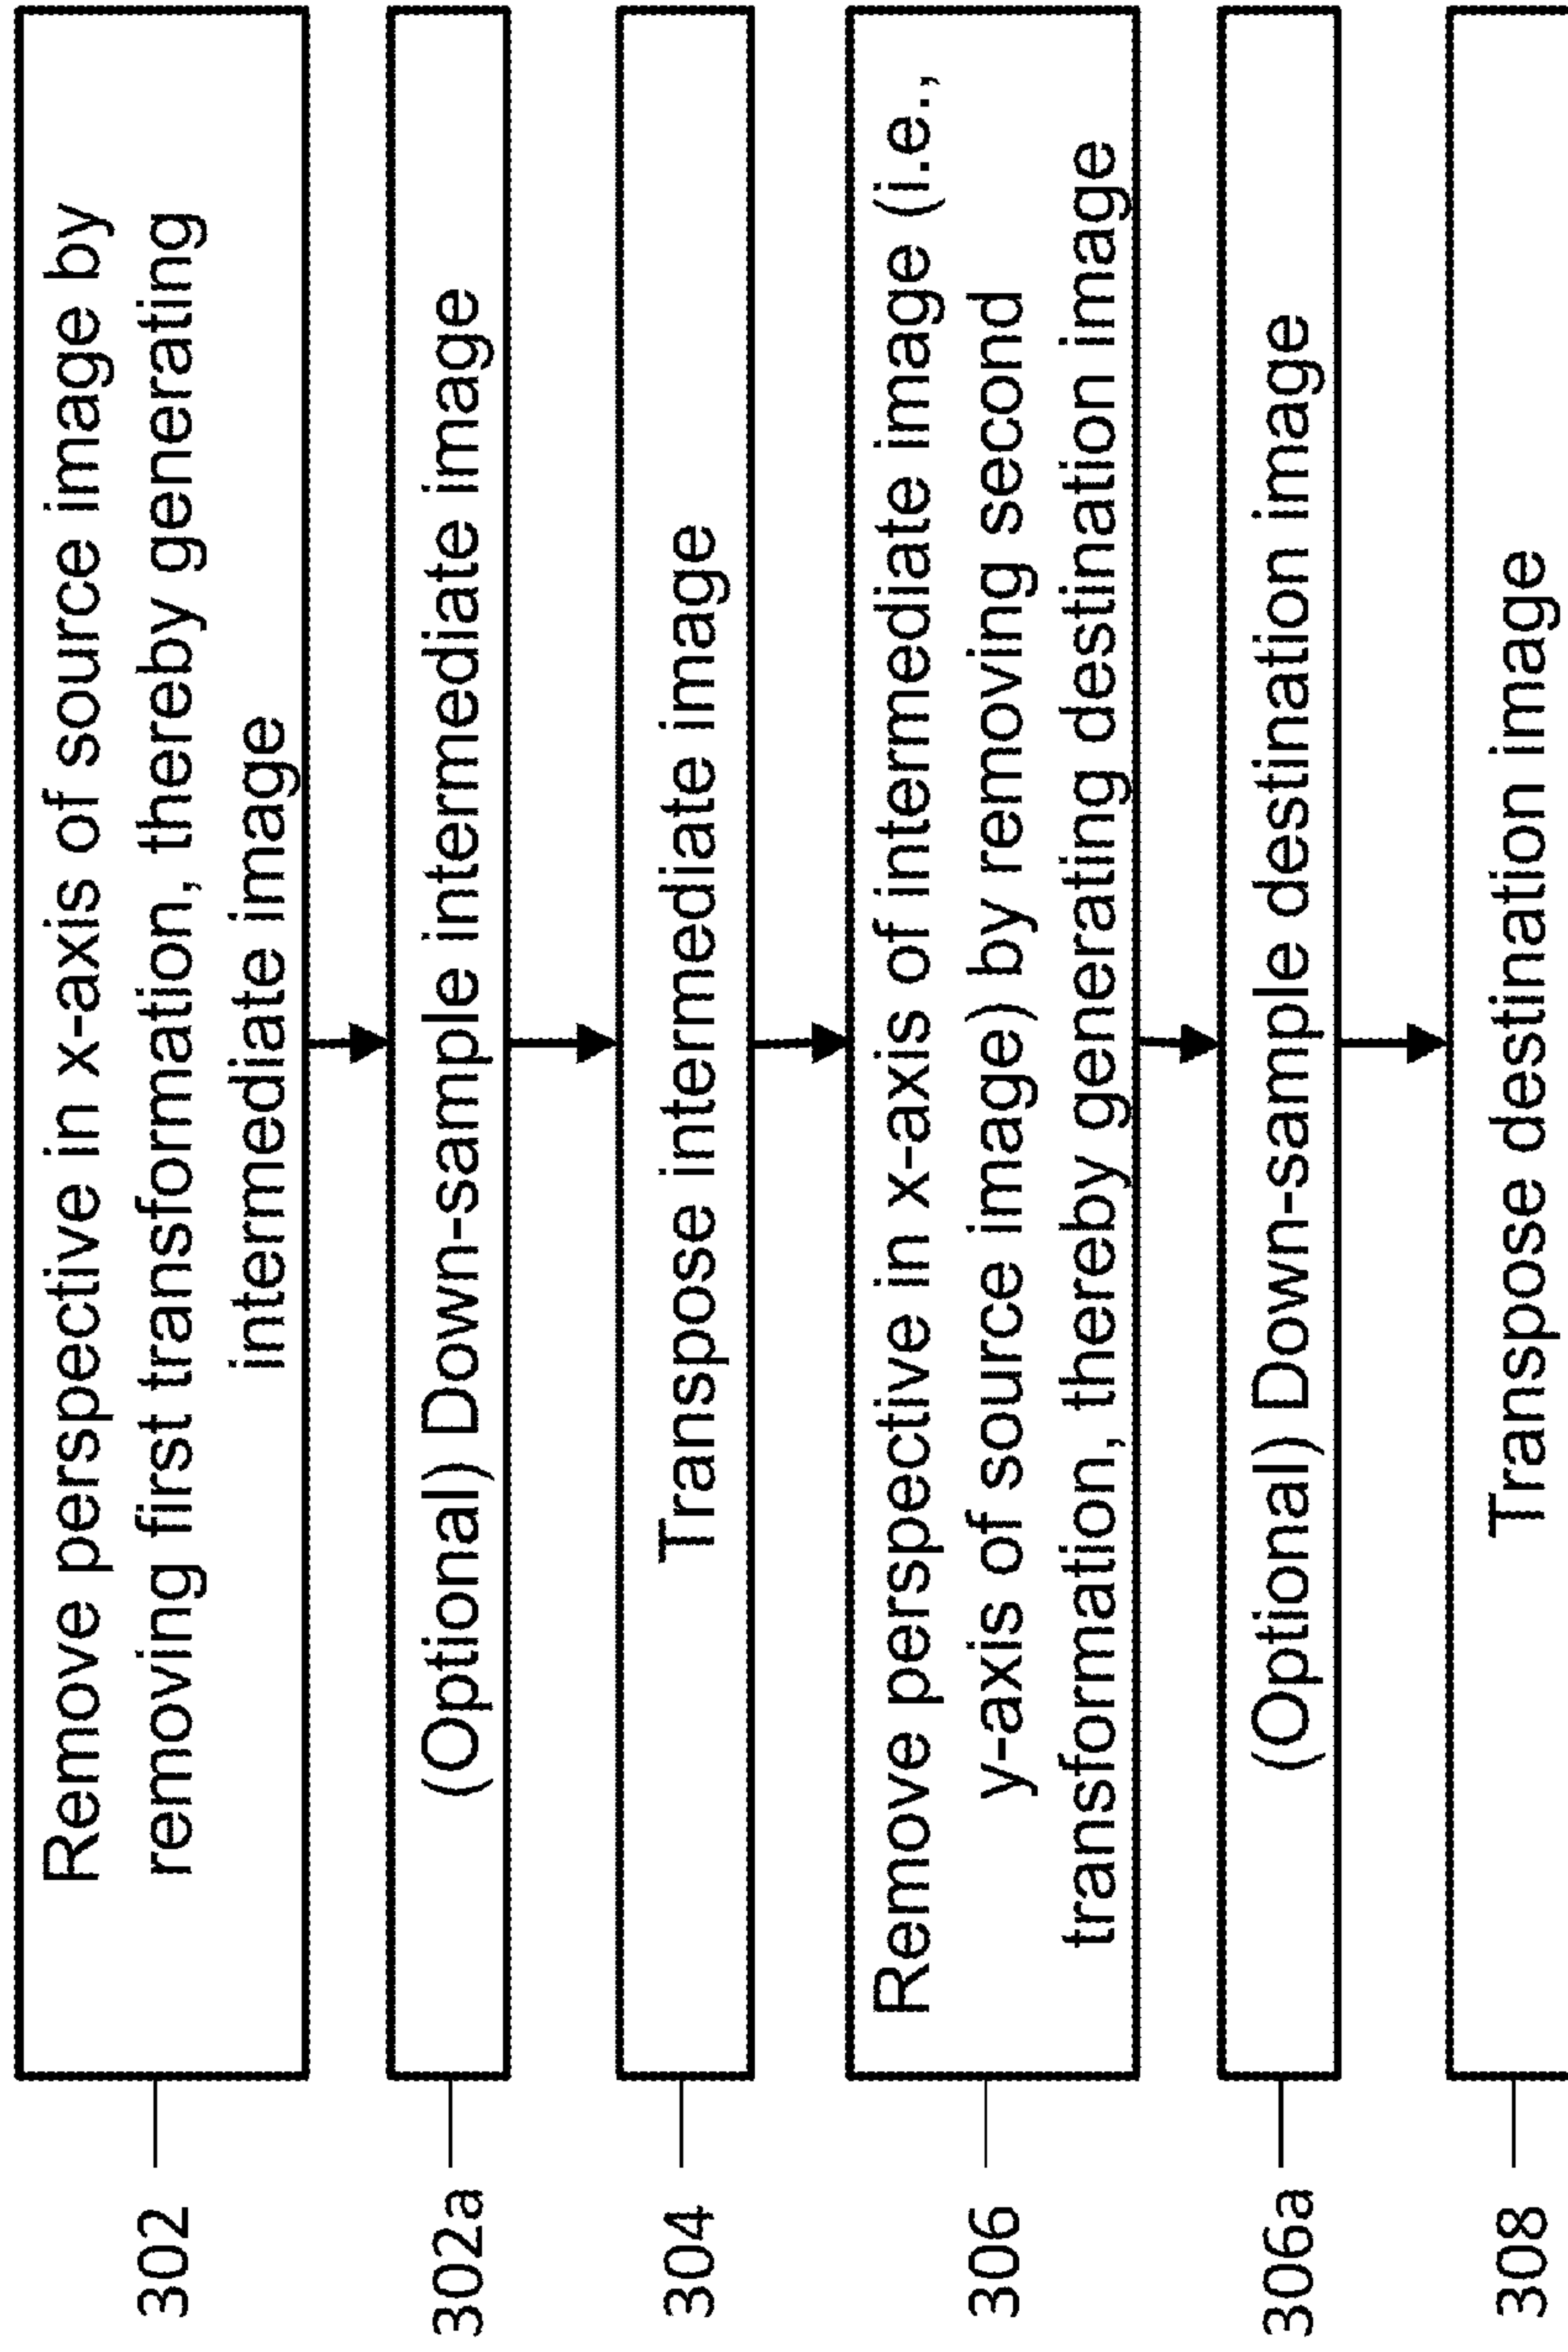 302
Remove perspective in x-axis of source image by
removing first transformation, thereby generating
intermediate image
302a
(Optional) Down-sample intermediate image
304
Transpose intermediate image
306
Remove perspective in x-axis of intermediate image (i.e.,
y-axis of source image) by removing second
transformation, thereby generating destination image
306a
(Optional) Down-sample destination image
308
Transpose destination image